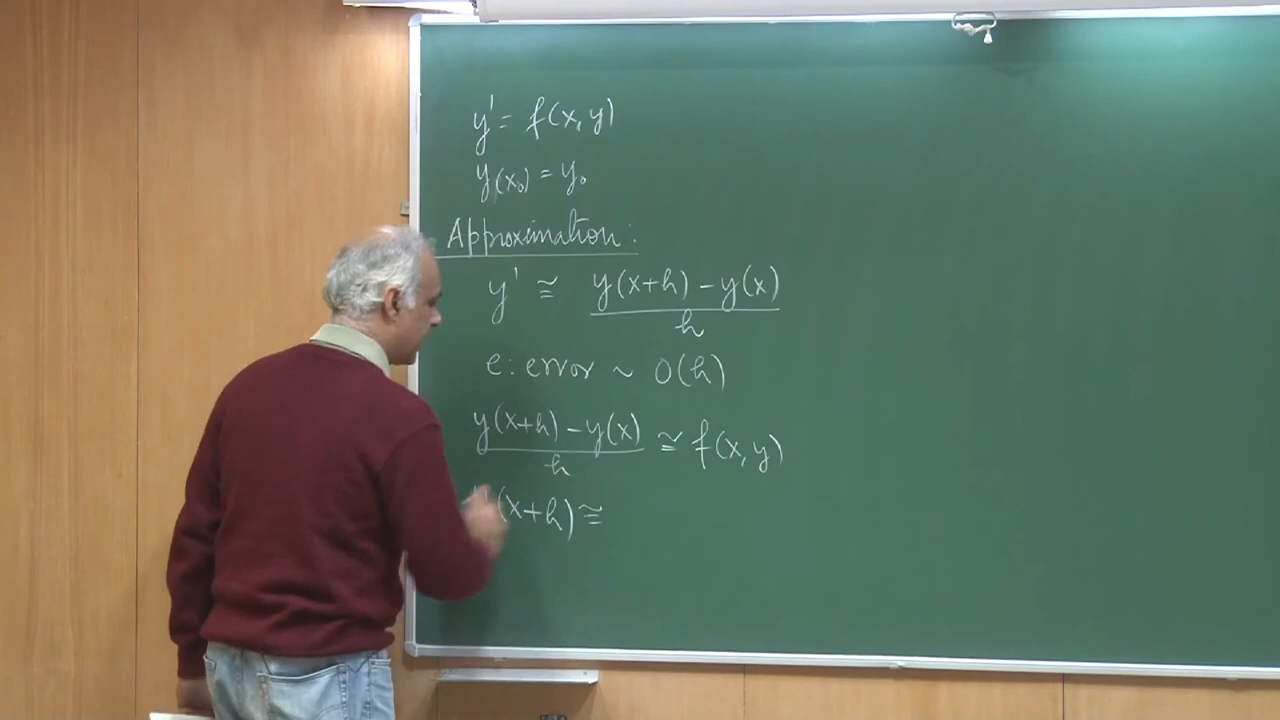 y' = f(x, y)
y(x₀) = y₀
Approximation:
y' ≅ (y(x+h) – y(x))/h
e: error ~ O(h)
(y(x+h) – y(x))/h ≅ f(x, y)
(x+h) ≅